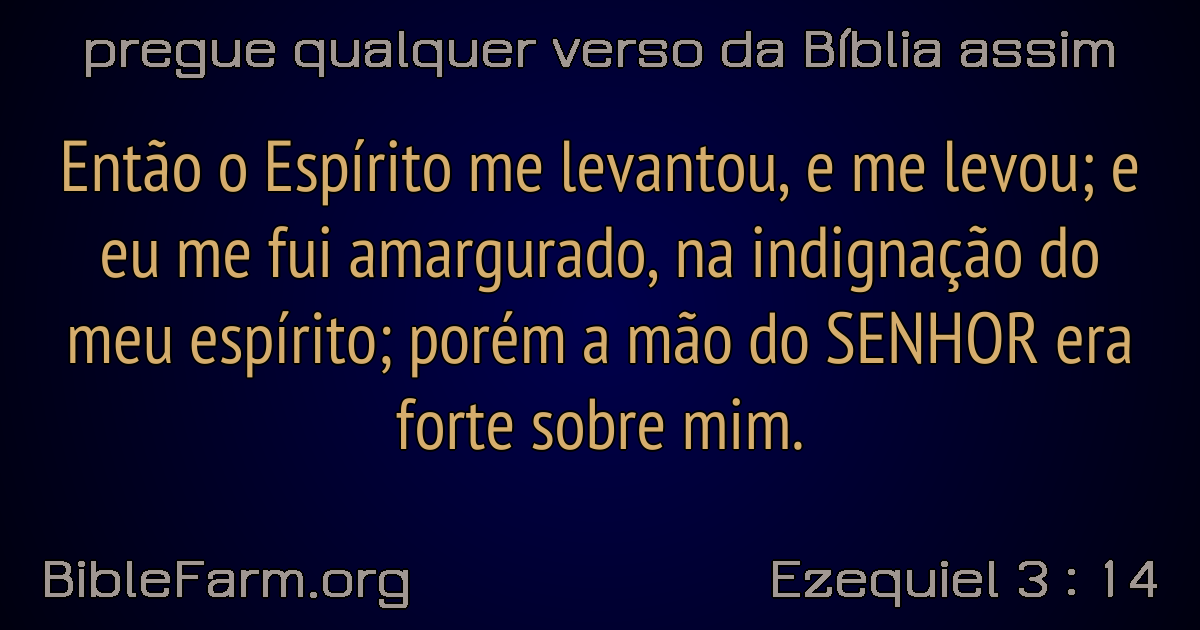 pregue qualquer verso da Bíblia assim
Então o Espírito me levantou, e me levou; e
eu me fui amargurado, na indignação do
meu espírito; porém a mão do SENHOR era
forte sobre mim.
BibleFarm.org
Ezequiel 3 : 14